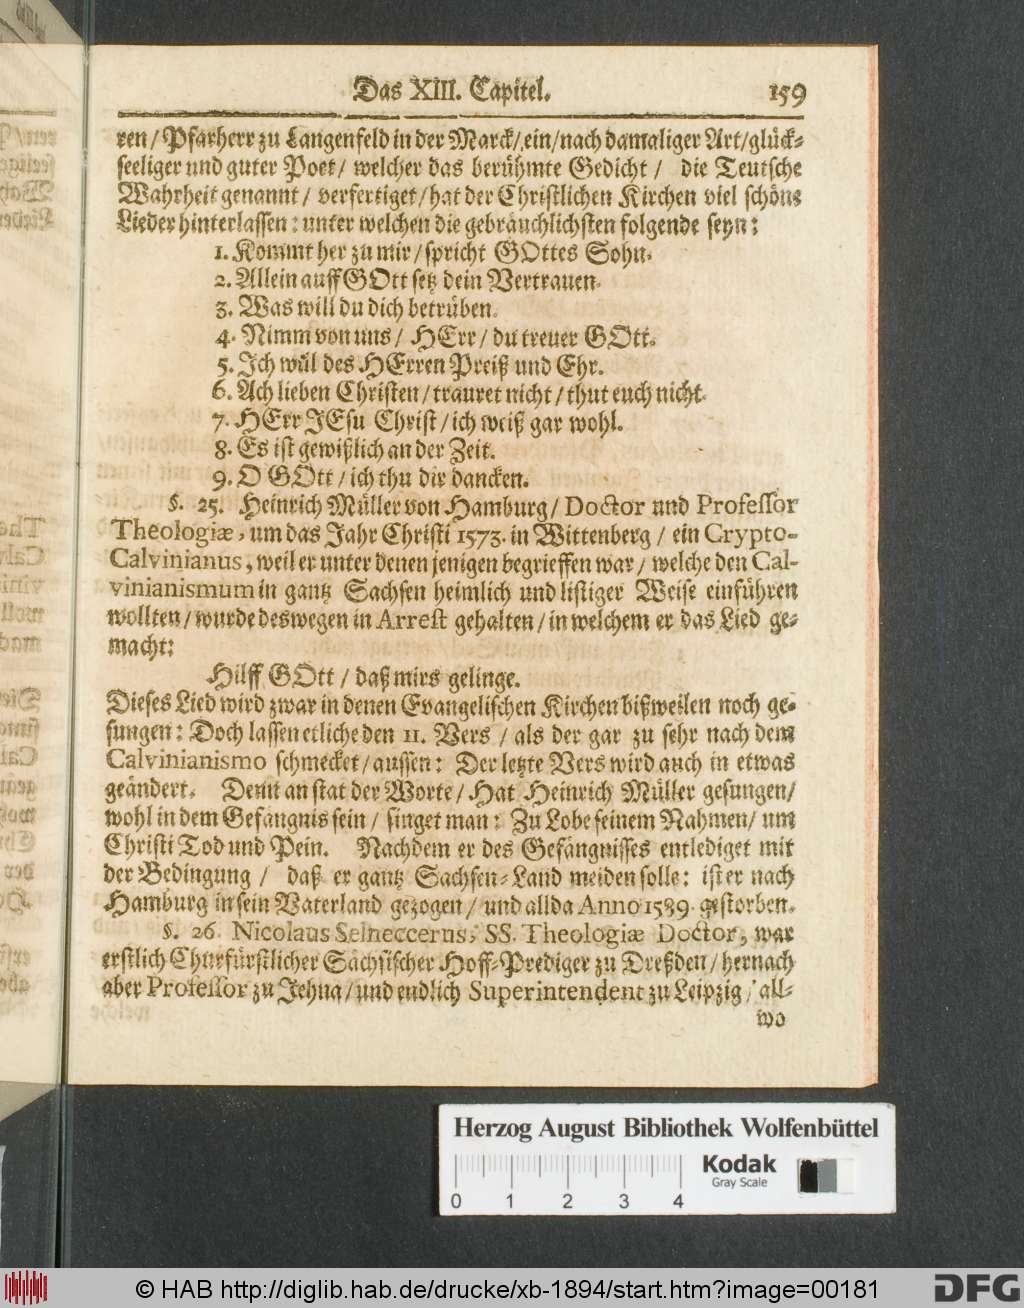 Das XIII. Capitel. 159
ren / Pfarherr zu Langenfeld in der Marck / ein / nach damaliger Art / glück-
seeliger und guter Poet / welcher das berühmte Gedicht / die Teutsche
Wahrheit genannt / verfertiget / hat der Christlichen Kirchen viel schöne
Lieder hinterlassen: unter welchen die gebräuchlichsten folgende seyn:
1. Kommt her zu mir / spricht GOttes Sohn.
2. Allein auff GOtt setz dein Vertrauen.
3. Was will du dich betrüben.
4. Nimm von uns / HErr / du treuer GOtt.
5. Ich wil des HErren Preiß und Ehr.
6. Ach lieben Christen / trauret nicht / thut euch nicht.
7. HErr JEsu Christ / ich weiß gar wohl.
8. Es ist gewißlich an der Zeit.
9. O GOtt / ich thu dir dancken.
§. 25. Heinrich Müller von Hamburg / Doctor und Professor
Theologiæ, um das Jahr Christi 1573. in Wittenberg / ein Crypto-
Calvinianus, weil er unter denen jenigen begrieffen war / welche den Cal-
vinianismum in gantz Sachsen heimlich und listiger Weise einführen
wollten / wurde deswegen in Arrest gehalten / in welchem er das Lied ge-
macht:
Hilff GOtt / daß mirs gelinge.
Dieses Lied wird zwar in denen Evangelischen Kirchen bißweilen noch ge-
sungen: Doch lassen etliche den 11. Vers / als der gar zu sehr nach dem
Calvinianismo schmecket / aussen: Der letzte Vers wird auch in etwas
geändert. Denn an stat der Worte / Hat Heinrich Müller gesungen /
wohl in dem Gefängnis sein / singet man: Zu Lobe seinem Nahmen / um
Christi Tod und Pein. Nachdem er des Gefängnisses entlediget mit
der Bedingung / daß er gantz Sachsen-Land meiden solle: ist er nach
Hamburg in sein Vaterland gezogen / und allda Anno 1589. gestorben.
§. 26. Nicolaus Selneccerus, SS. Theologiæ Doctor, war
erstlich Churfürstlicher Sächsischer Hoff-Prediger zu Dreßden / hernach
aber Professor zu Jehna / und endlich Superintendent zu Leipzig / all-
wo
Herzog August Bibliothek Wolfenbüttel
Kodak
Gray Scale
0 1 2 3 4
© HAB http://diglib.hab.de/drucke/xb-1894/start.htm?image=00181
DFG